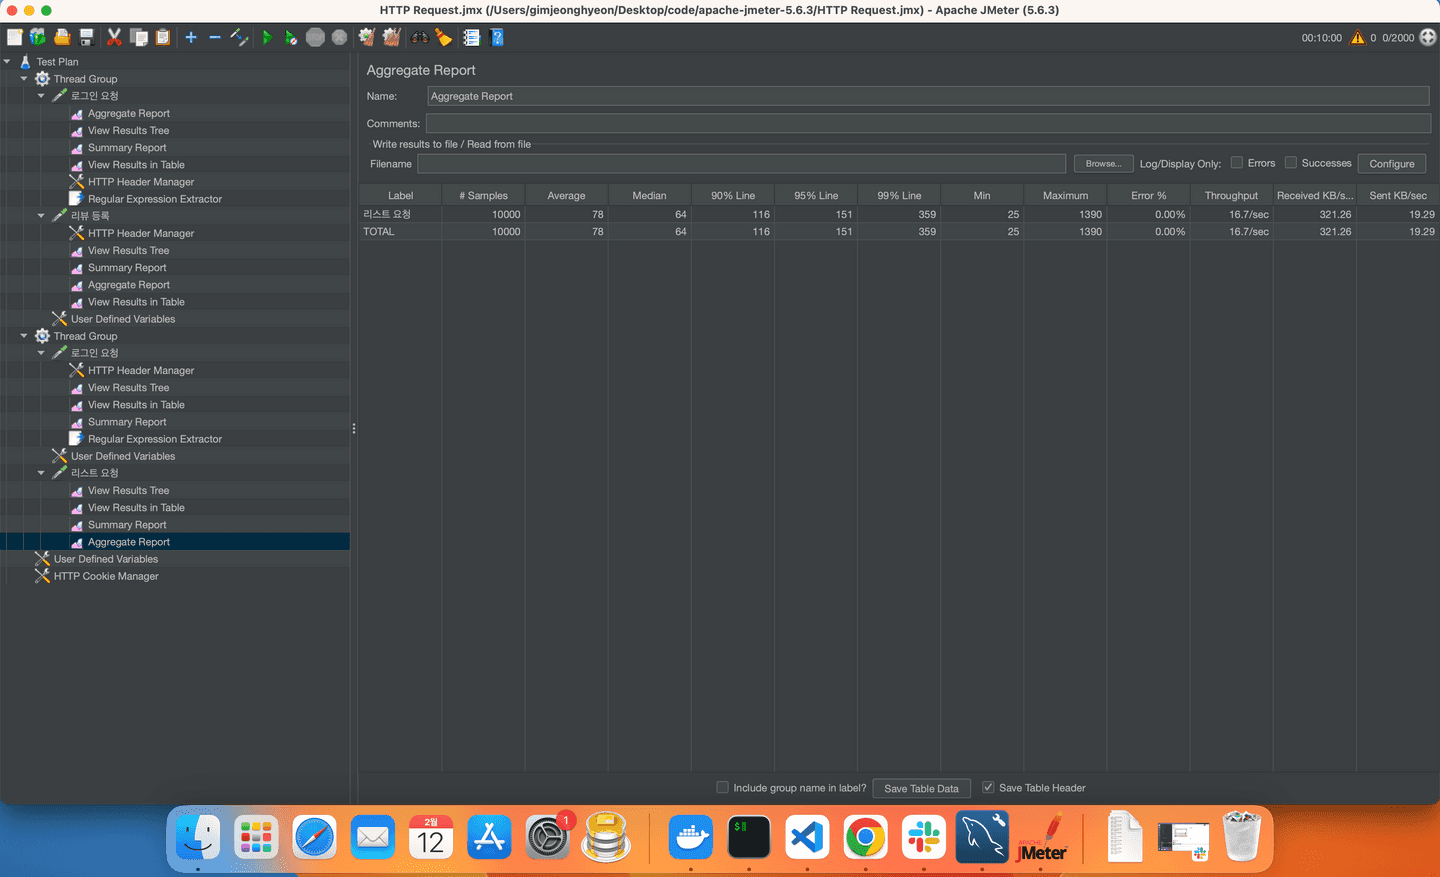 HTTP Request.jmx (/Users/gimjeonghyeon/Desktop/code/apache-jmeter-5.6.3/HTTP Request.jmx) - Apache JMeter (5.6.3)
00:10:00 0 0/2000
Test Plan
Thread Group
로그인 요청
Aggregate Report
View Results Tree
Summary Report
View Results in Table
HTTP Header Manager
Regular Expression Extractor
리뷰 등록
HTTP Header Manager
View Results Tree
Summary Report
Aggregate Report
View Results in Table
User Defined Variables
Thread Group
로그인 요청
HTTP Header Manager
View Results Tree
View Results in Table
Summary Report
Regular Expression Extractor
User Defined Variables
리스트 요청
View Results Tree
View Results in Table
Summary Report
Aggregate Report
User Defined Variables
HTTP Cookie Manager
Aggregate Report
Name: Aggregate Report
Comments:
Write results to file / Read from file
Filename Browse... Log/Display Only: Errors Successes Configure
Label # Samples Average Median 90% Line 95% Line 99% Line Min Maximum Error % Throughput Received KB/s... Sent KB/sec
리스트 요청 10000 78 64 116 151 359 25 1390 0.00% 16.7/sec 321.26 19.29
TOTAL 10000 78 64 116 151 359 25 1390 0.00% 16.7/sec 321.26 19.29
Include group name in label? Save Table Data Save Table Header
2월
12
1
$
APACHE
JMeter